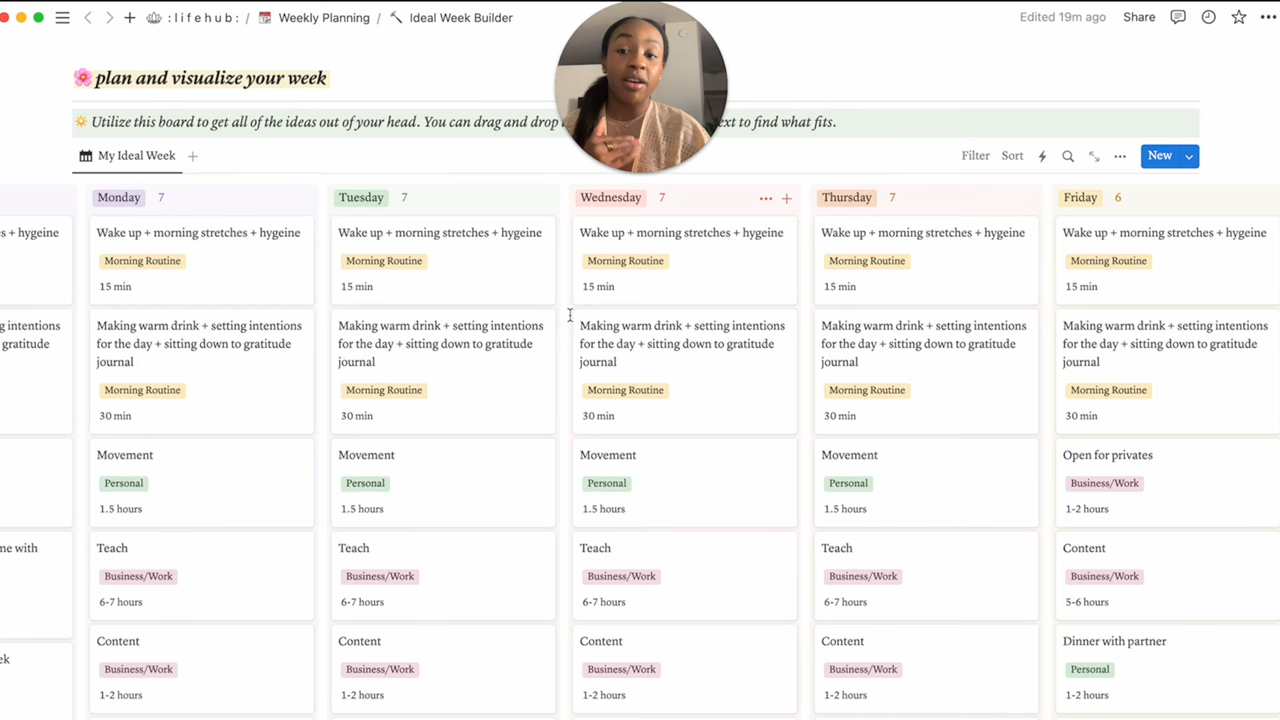 : l i f e h u b : / Weekly Planning / Ideal Week Builder Edited 19m ago Share
plan and visualize your week
Utilize this board to get all of the ideas out of your head. You can drag and drop ext to find what fits.
My Ideal Week Filter Sort New
Monday 7 Tuesday 7 Wednesday 7 Thursday 7 Friday 6
s + hygeine
g intentions
gratitude
me with
ek
Wake up + morning stretches + hygeine
Morning Routine
15 min
Making warm drink + setting intentions
for the day + sitting down to gratitude
journal
Morning Routine
30 min
Movement
Personal
1.5 hours
Teach
Business/Work
6-7 hours
Content
Business/Work
1-2 hours
Wake up + morning stretches + hygeine
Morning Routine
15 min
Making warm drink + setting intentions
for the day + sitting down to gratitude
journal
Morning Routine
30 min
Movement
Personal
1.5 hours
Teach
Business/Work
6-7 hours
Content
Business/Work
1-2 hours
Wake up + morning stretches + hygeine
Morning Routine
15 min
Making warm drink + setting intentions
for the day + sitting down to gratitude
journal
Morning Routine
30 min
Movement
Personal
1.5 hours
Teach
Business/Work
6-7 hours
Content
Business/Work
1-2 hours
Wake up + morning stretches + hygeine
Morning Routine
15 min
Making warm drink + setting intentions
for the day + sitting down to gratitude
journal
Morning Routine
30 min
Movement
Personal
1.5 hours
Teach
Business/Work
6-7 hours
Content
Business/Work
1-2 hours
Wake up + morning stretches + hygeine
Morning Routine
15 min
Making warm drink + setting intentions
for the day + sitting down to gratitude
journal
Morning Routine
30 min
Open for privates
Business/Work
1-2 hours
Content
Business/Work
5-6 hours
Dinner with partner
Personal
1-2 hours